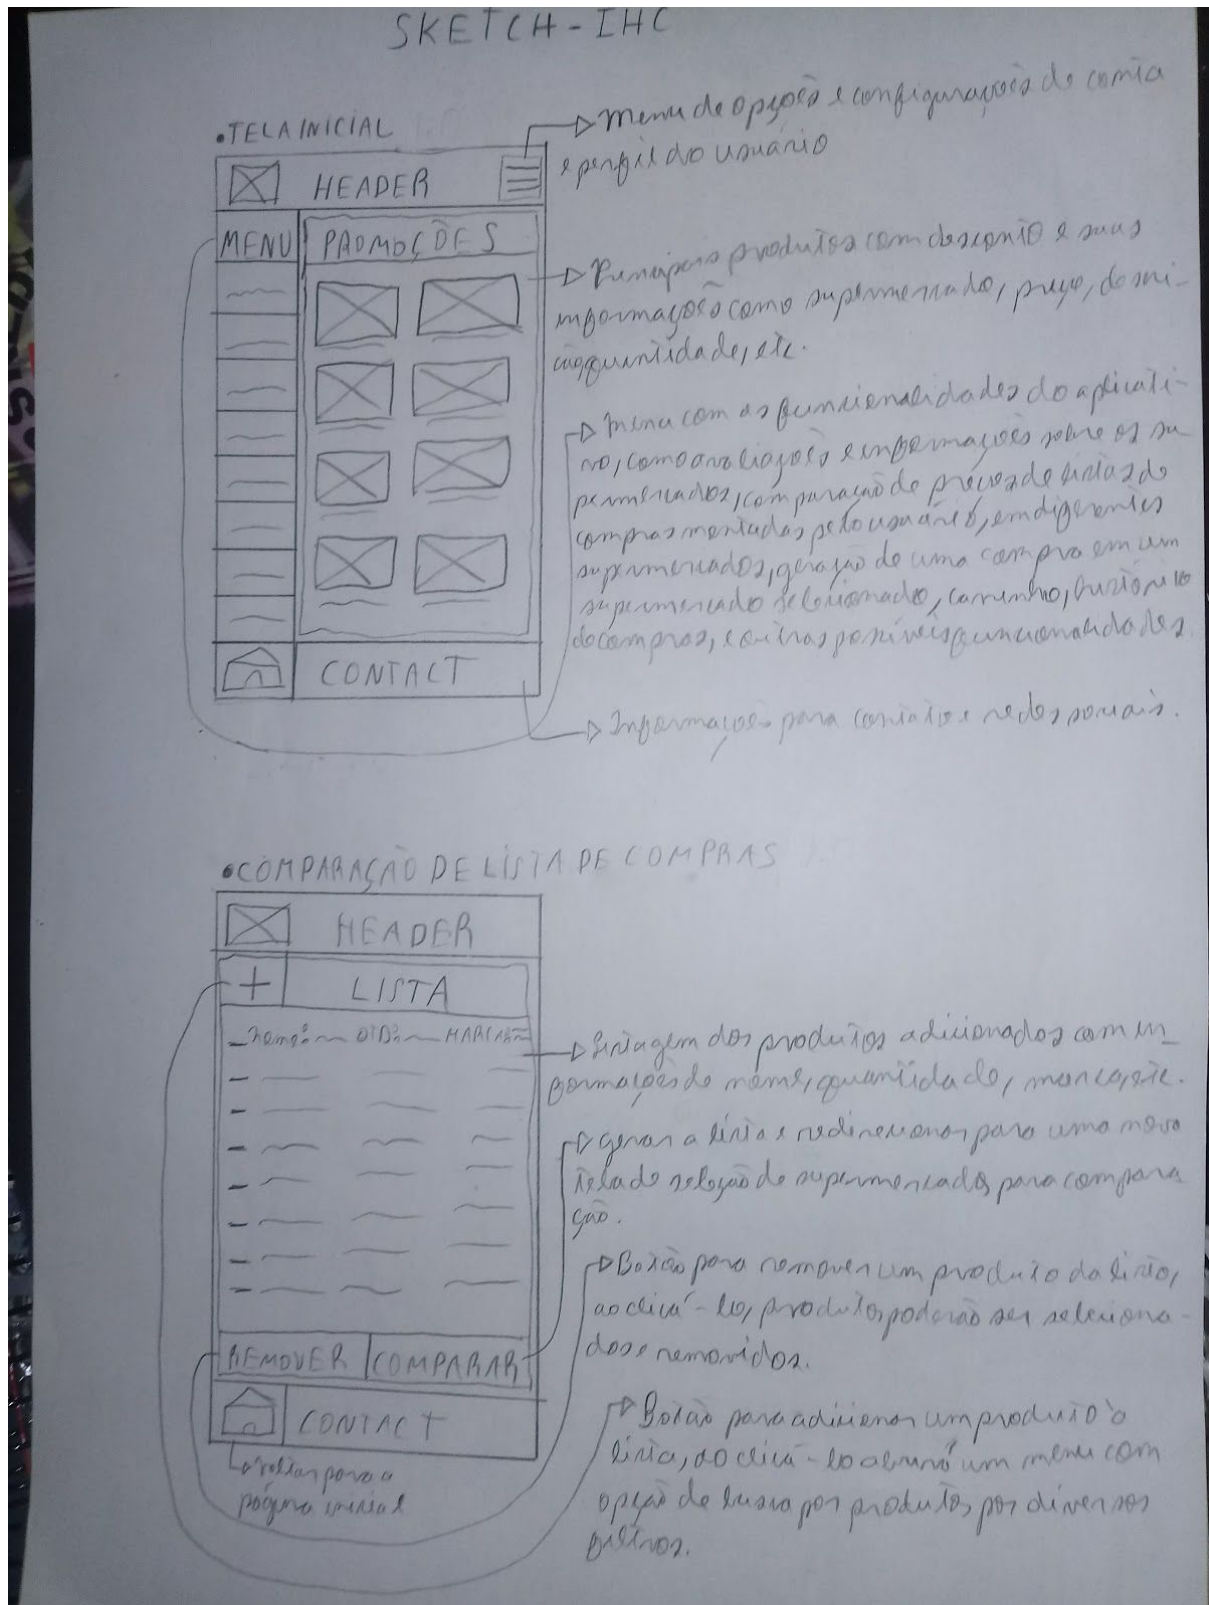 SKETCH-IHC
•TELA INICIAL
Menu de opções e configurações de conta
e perfil do usuário
HEADER
MENU
PROMOÇÕES
Principais produtos com desconto e suas
informações como supermercado, preço, descri-
ção, quantidade, etc.
Menu com as funcionalidades do aplicati-
vo, como avaliações e informações sobre os su-
permercados, comparação de preços de listas de
compras montadas pelo usuário, em diferentes
supermercados, geração de uma compra em um
supermercado selecionado, carrinho, histórico
de compras, e outras possíveis funcionalidades.
CONTACT
Informações para contato e redes sociais.
•COMPARAÇÃO DE LISTA DE COMPRAS
HEADER
+ LISTA
Nome: QTD: MARCA:
Listagem dos produtos adicionados com in-
formações de nome, quantidade, marca, etc.
Gerar a lista e redirecionar para uma nova
tela de seleção de supermercados para compara
ção.
Botão para remover um produto da lista,
ao clicá-lo, produtos poderão ser seleciona-
dos e removidos.
REMOVER COMPARAR
CONTACT
Voltar para a
página inicial
Botão para adicionar um produto à
lista, ao clicá-lo abrirá um menu com
opção de busca por produtos por diversos
filtros.